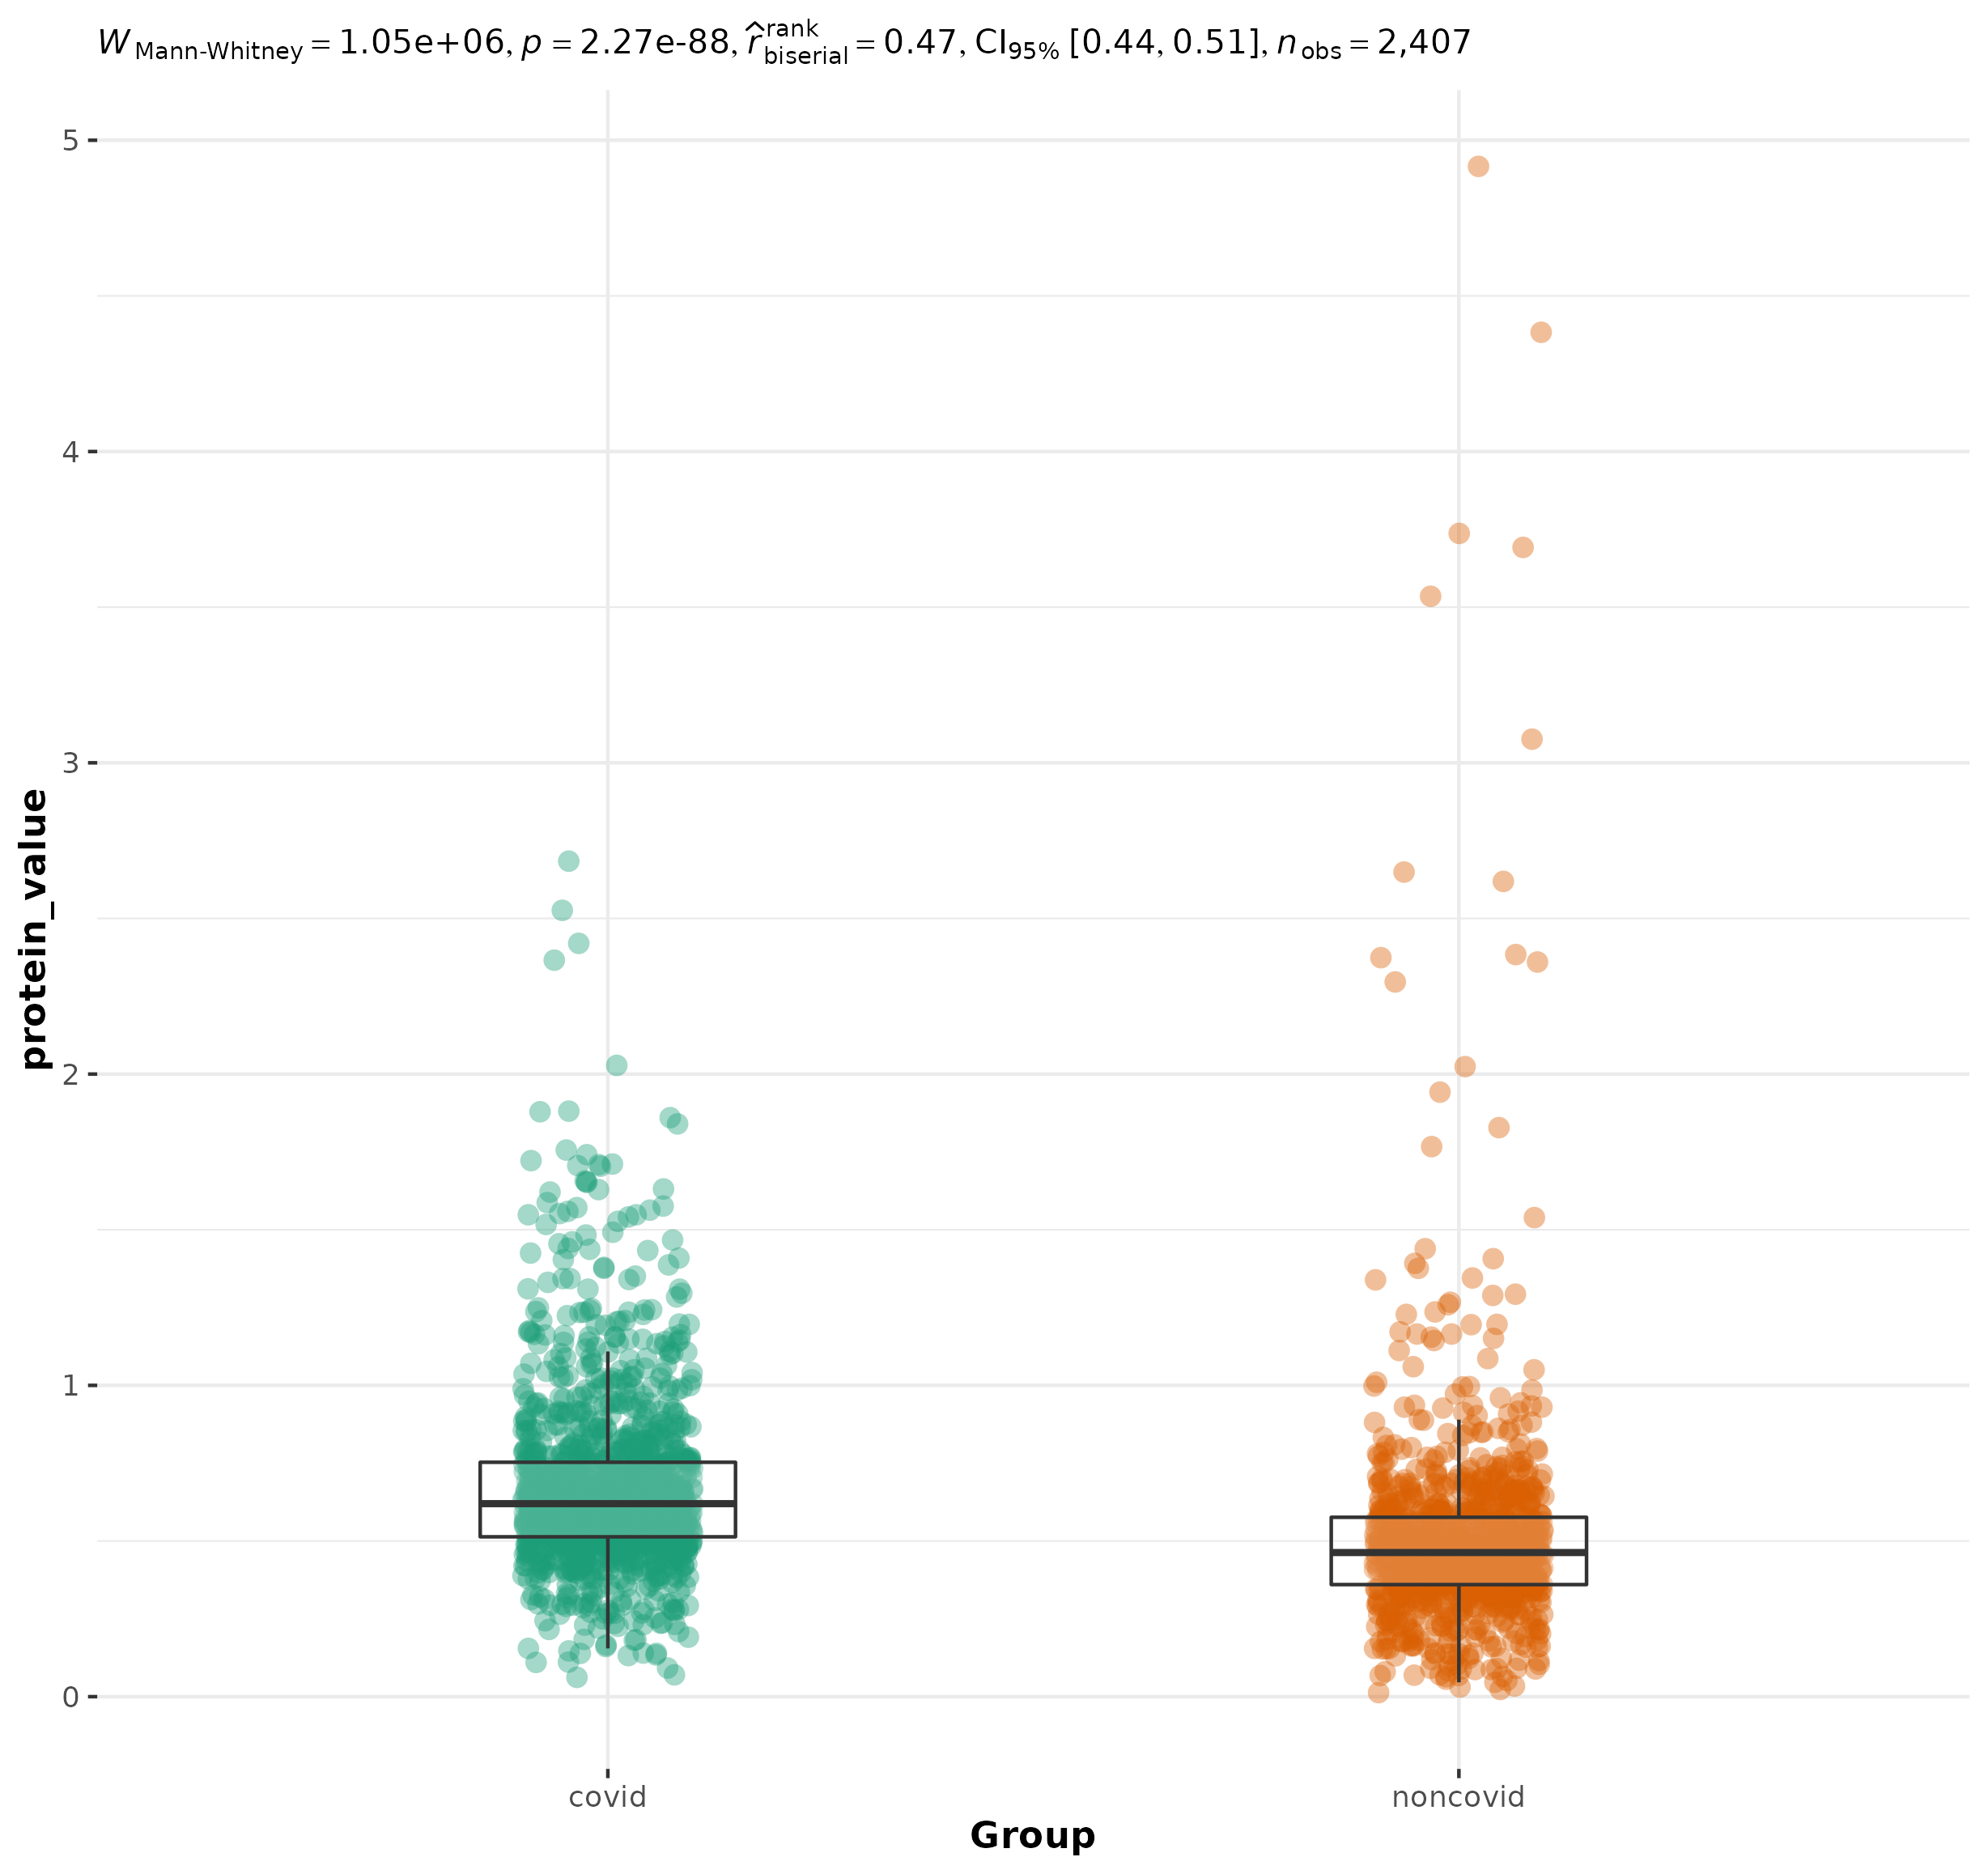 W Mann-Whitney = 1.05e+06, p = 2.27e-88, r̂ rank biserial = 0.47, CI95% [0.44, 0.51], nobs = 2,407
5
4
3
2
1
0
protein_value
covid noncovid
Group